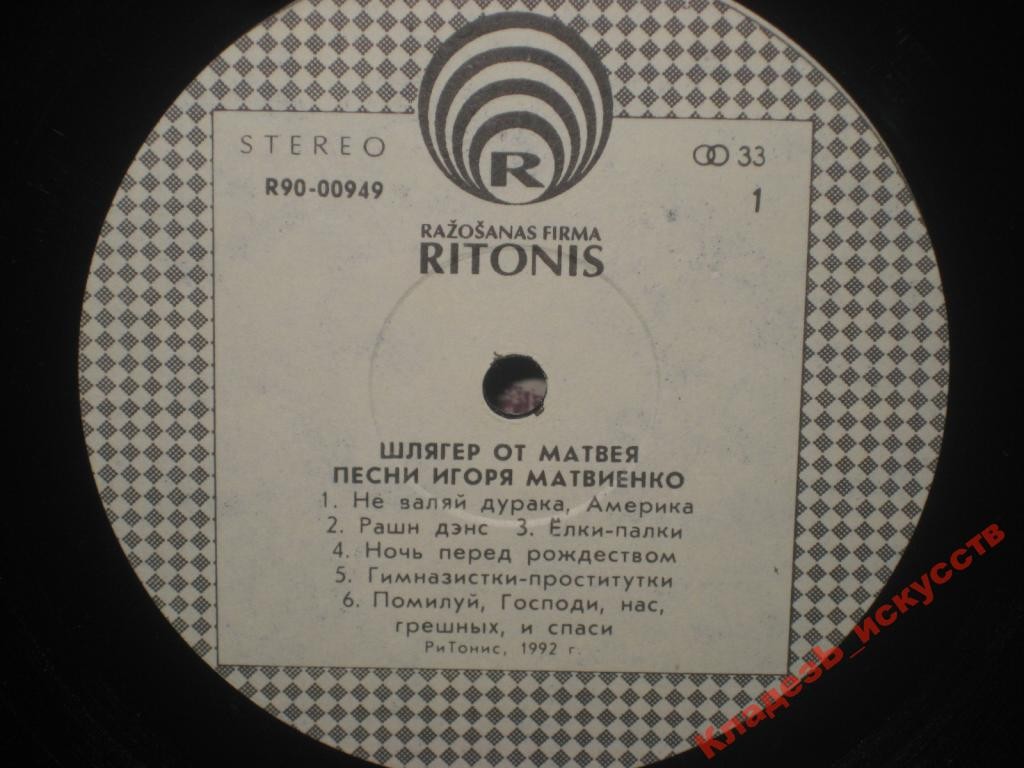 STEREO
33
R90-00949
1
R
RAŽOŠANAS FIRMA
RITONIS
ШЛЯГЕР ОТ МАТВЕЯ
ПЕСНИ ИГОРЯ МАТВИЕНКО
1. Не валяй дурака, Америка
2. Рашн дэнс 3. Ёлки-палки
4. Ночь перед рождеством
5. Гимназистки-проститутки
6. Помилуй, Господи, нас,
грешных, и спаси
РиТонис, 1992 г.
Кладезь_искусств